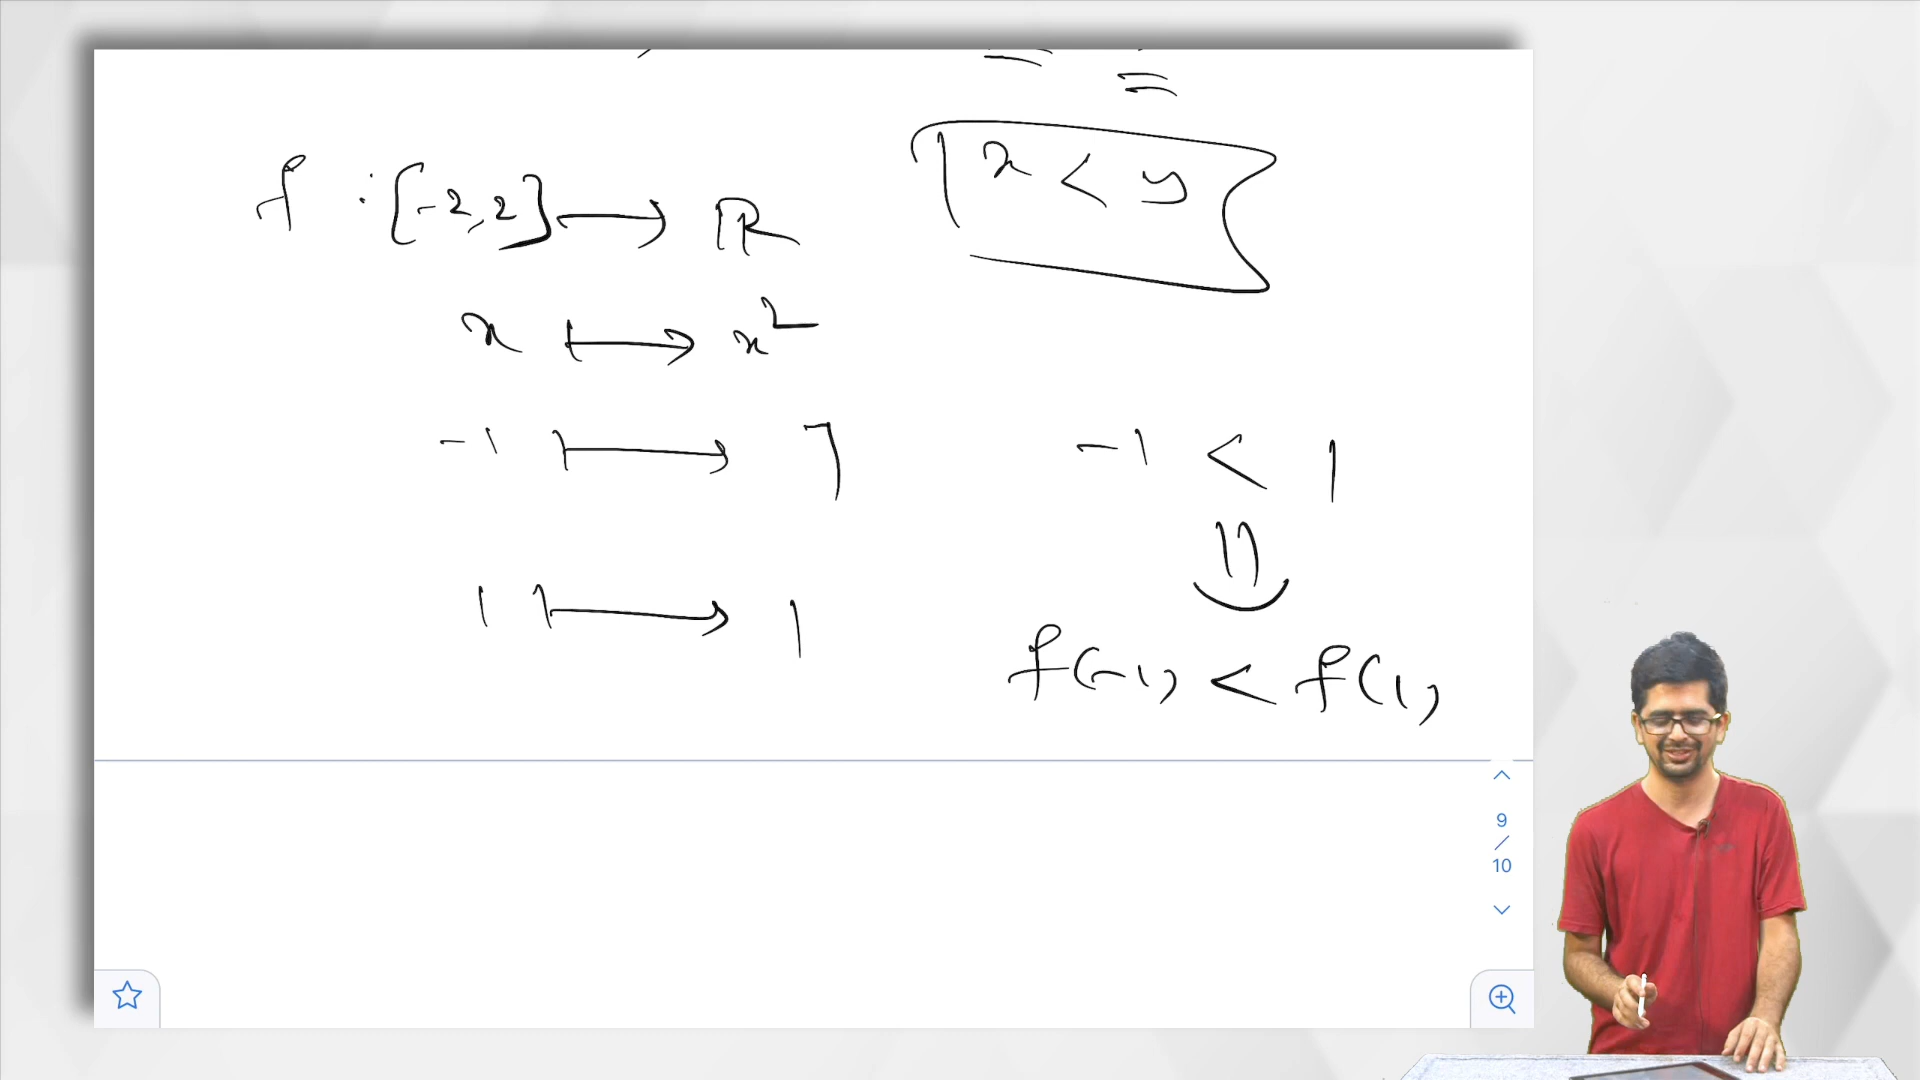 f : [-2,2] ⟶ ℝ
x < y
x ⟼ x²
-1 ⟼ 1
-1 < 1
⇓
1 ⟼ 1
f(-1) < f(1)
9
/
10